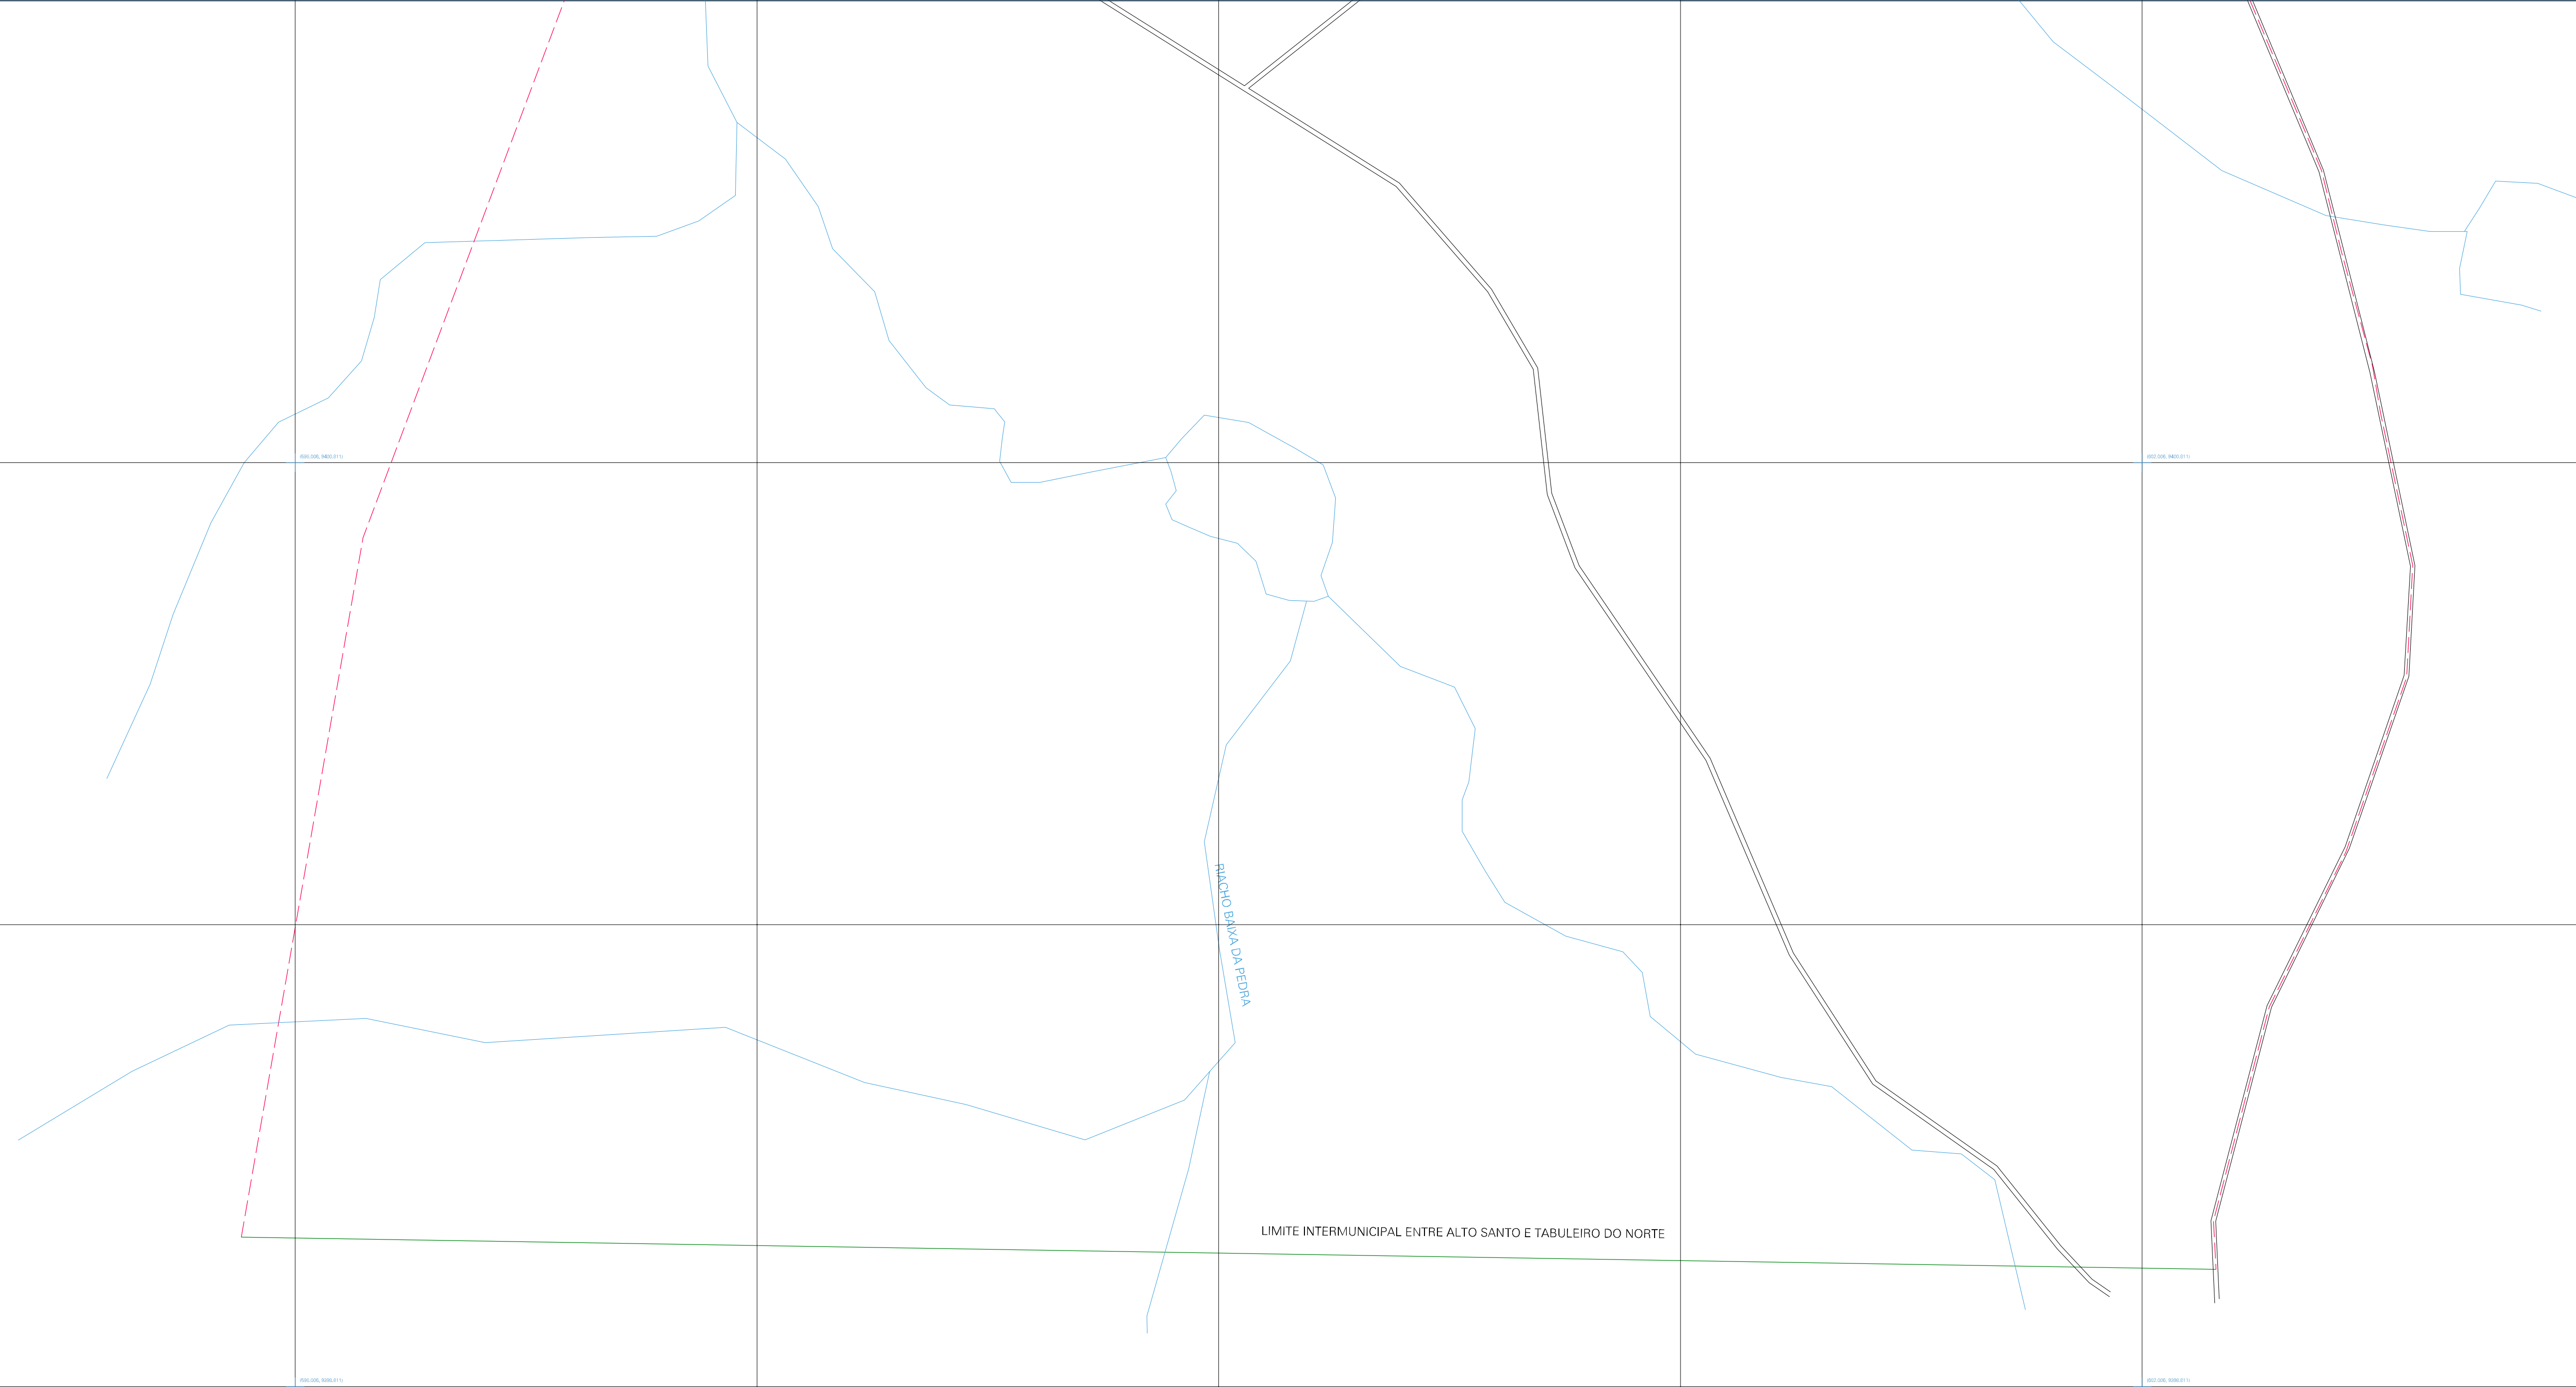 RIACHO BAIXA DA PEDRA
LIMITE INTERMUNICIPAL ENTRE ALTO SANTO E TABULEIRO DO NORTE